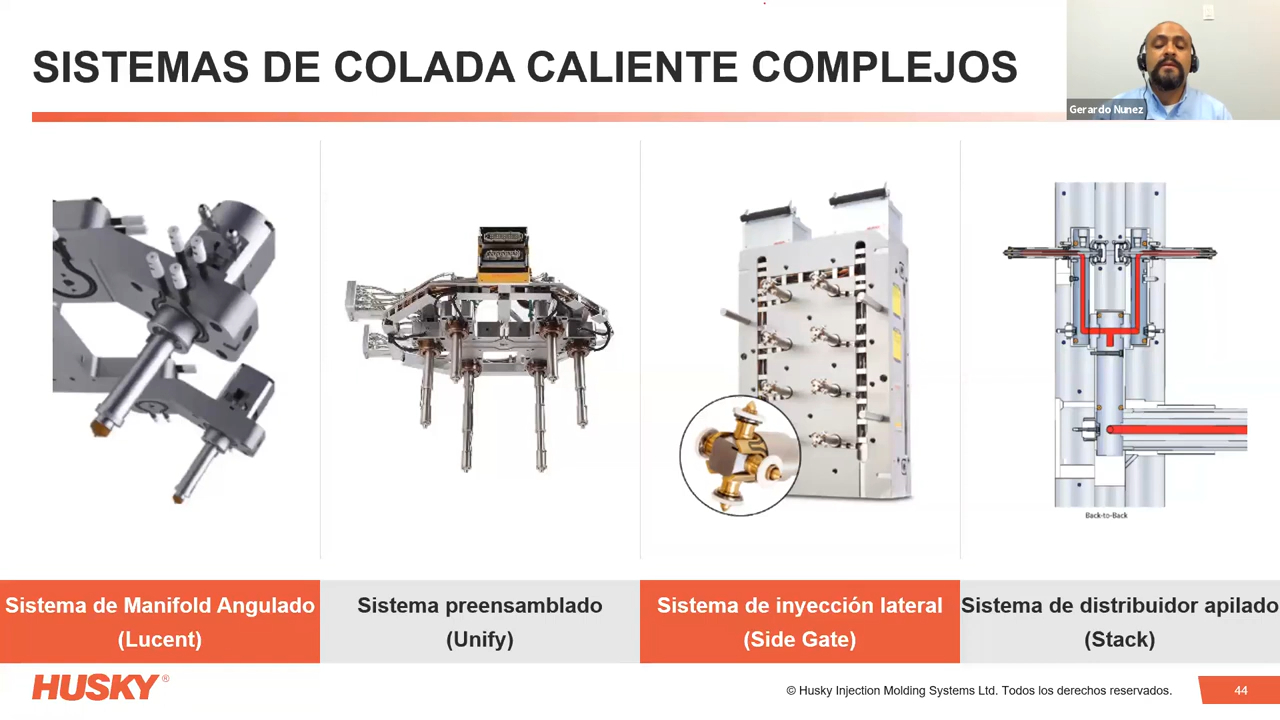 SISTEMAS DE COLADA CALIENTE COMPLEJOS
Gerardo Nunez
Back-to-Back
Sistema de Manifold Angulado
(Lucent)
Sistema preensamblado
(Unify)
Sistema de inyección lateral
(Side Gate)
Sistema de distribuidor apilado
(Stack)
HUSKY®
© Husky Injection Molding Systems Ltd. Todos los derechos reservados.
44